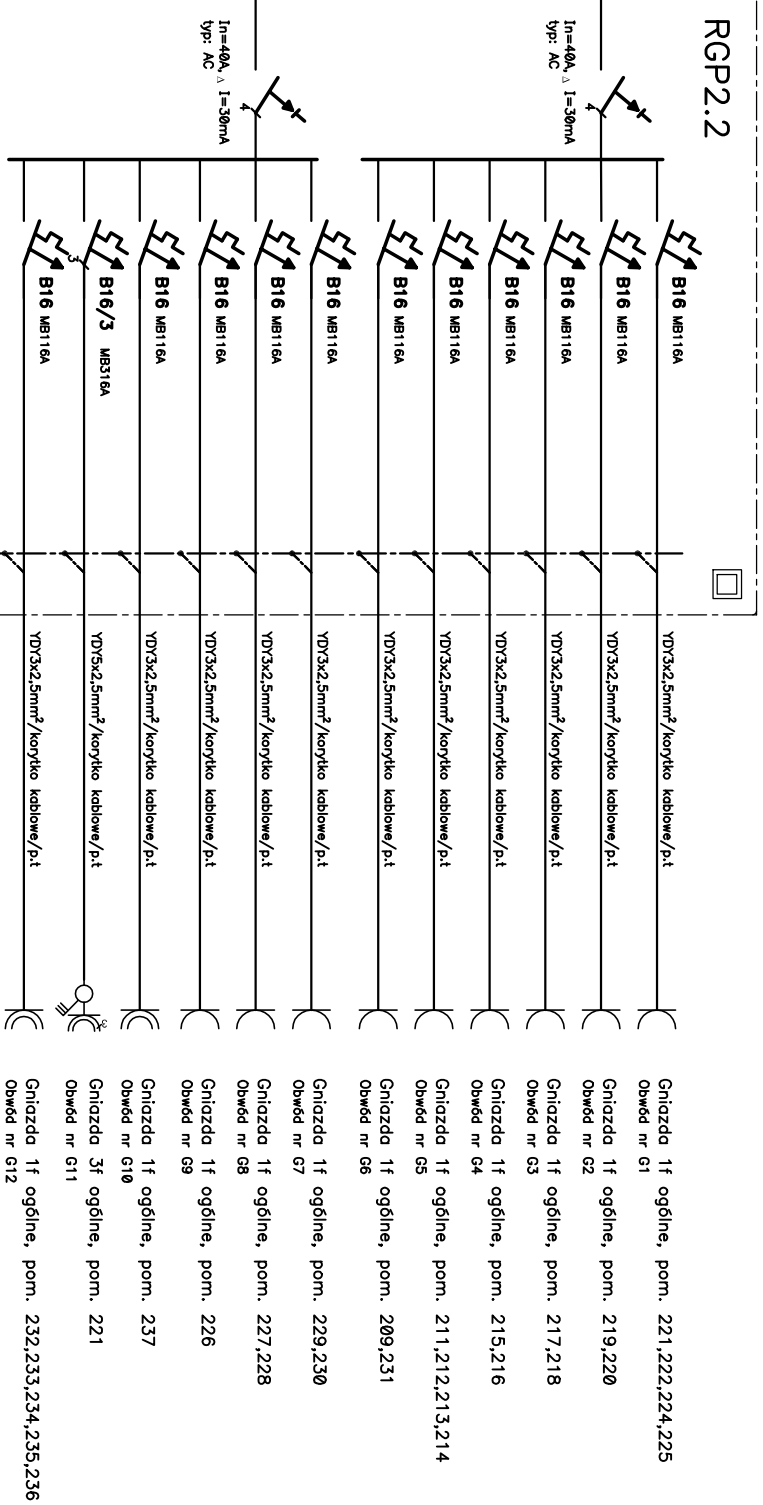 RGP2.2
In=40A, Δ I=30mA
typ: AC
4
B16 MB116A
YDY3x2,5mm²/korytko kablowe/p.t
Gniazda 1f ogólne, pom. 221,222,224,225
Obwód nr G1
B16 MB116A
YDY3x2,5mm²/korytko kablowe/p.t
Gniazda 1f ogólne, pom. 219,220
Obwód nr G2
B16 MB116A
YDY3x2,5mm²/korytko kablowe/p.t
Gniazda 1f ogólne, pom. 217,218
Obwód nr G3
B16 MB116A
YDY3x2,5mm²/korytko kablowe/p.t
Gniazda 1f ogólne, pom. 215,216
Obwód nr G4
B16 MB116A
YDY3x2,5mm²/korytko kablowe/p.t
Gniazda 1f ogólne, pom. 211,212,213,214
Obwód nr G5
B16 MB116A
YDY3x2,5mm²/korytko kablowe/p.t
Gniazda 1f ogólne, pom. 209,231
Obwód nr G6
In=40A, Δ I=30mA
typ: AC
4
B16 MB116A
YDY3x2,5mm²/korytko kablowe/p.t
Gniazda 1f ogólne, pom. 229,230
Obwód nr G7
B16 MB116A
YDY3x2,5mm²/korytko kablowe/p.t
Gniazda 1f ogólne, pom. 227,228
Obwód nr G8
B16 MB116A
YDY3x2,5mm²/korytko kablowe/p.t
Gniazda 1f ogólne, pom. 226
Obwód nr G9
B16 MB116A
YDY3x2,5mm²/korytko kablowe/p.t
Gniazda 1f ogólne, pom. 237
Obwód nr G10
3
B16/3 MB316A
YDY5x2,5mm²/korytko kablowe/p.t
3
Gniazda 3f ogólne, pom. 221
Obwód nr G11
B16 MB116A
YDY3x2,5mm²/korytko kablowe/p.t
Gniazda 1f ogólne, pom. 232,233,234,235,236
Obwód nr G12